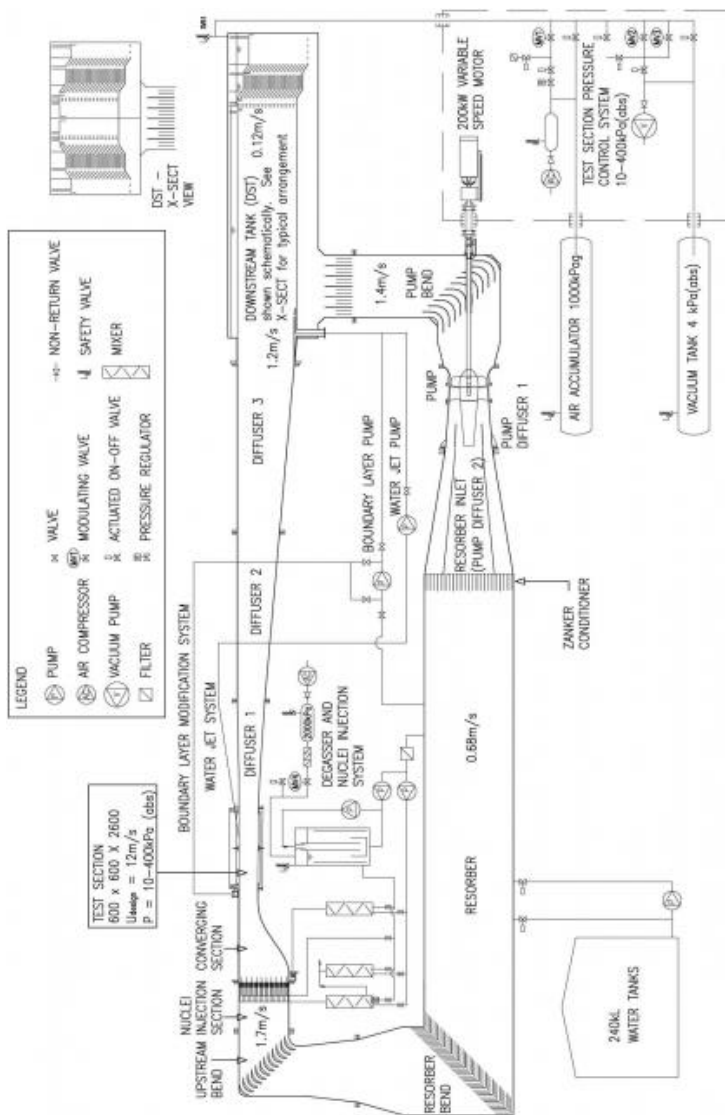 DST -
X-SECT
VIEW
LEGEND
PUMP
VALVE
NON-RETURN VALVE
AIR COMPRESSOR
MODULATING VALVE
SAFETY VALVE
VACUUM PUMP
ACTUATED ON-OFF VALVE
MIXER
FILTER
PRESSURE REGULATOR
TEST SECTION
600 x 600 X 2600
Udesign = 12m/s
P = 10-400kPa (abs)
UPSTREAM
BEND
NUCLEI
INJECTION
SECTION
CONVERGING
SECTION
1.7m/s
BOUNDARY LAYER MODIFICATION SYSTEM
WATER JET SYSTEM
DIFFUSER 1
DIFFUSER 2
DIFFUSER 3
1.2m/s
DOWNSTREAM TANK (DST) 0.12m/s
shown schematically. See
X-SECT for typical arrangement
2000kPa
DEGASSER AND
NUCLEI INJECTION
SYSTEM
BOUNDARY LAYER PUMP
WATER JET PUMP
1.4m/s
PUMP
BEND
200kW VARIABLE
SPEED MOTOR
PUMP
PUMP
DIFFUSER 1
RESORBER INLET
(PUMP DIFFUSER 2)
ZANKER
CONDITIONER
0.68m/s
RESORBER
RESORBER
BEND
240kL
WATER TANKS
TEST SECTION PRESSURE
CONTROL SYSTEM
10-400kPa(abs)
AIR ACCUMULATOR 1000kPag
VACUUM TANK 4 kPa(abs)